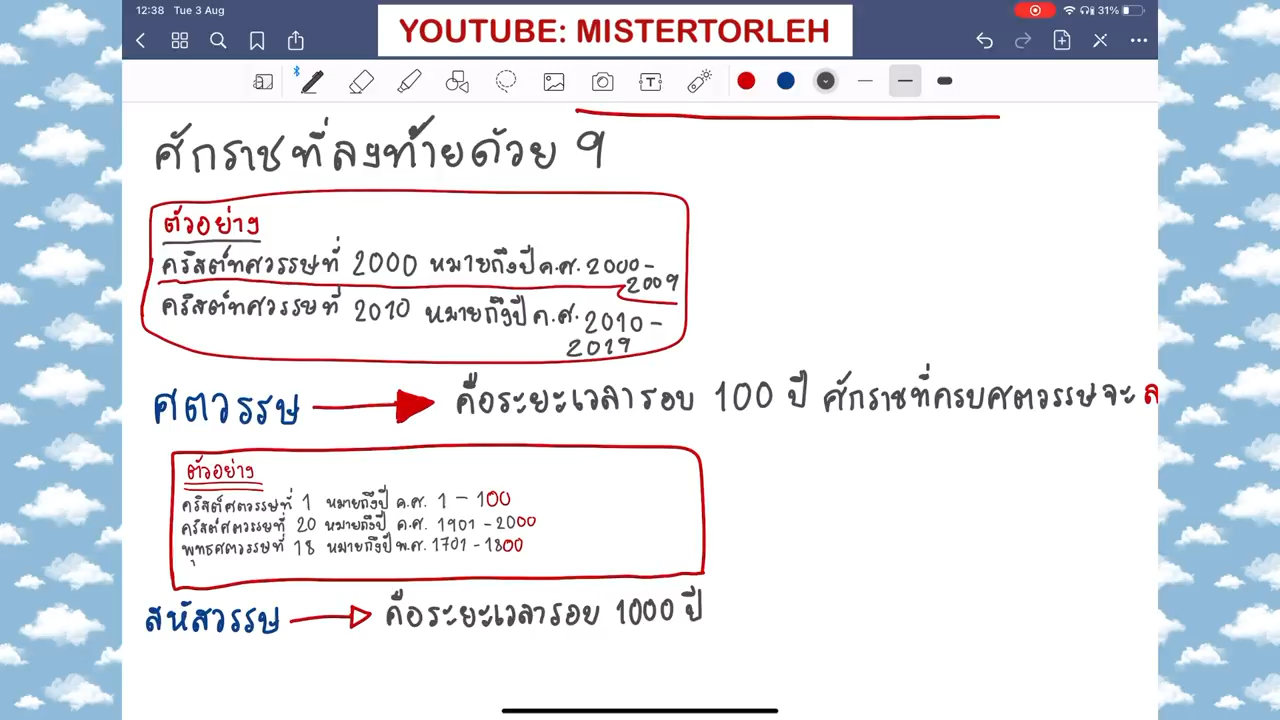 12:38 Tue 3 Aug
31%
YOUTUBE: MISTERTORLEH
ศักราชที่ลงท้ายด้วย 9
ตัวอย่าง
คริสต์ทศวรรษที่ 2000 หมายถึงปี ค.ศ. 2000-2009
คริสต์ทศวรรษที่ 2010 หมายถึงปี ค.ศ. 2010-2019
ศตวรรษ
คือระยะเวลารอบ 100 ปี ศักราชที่ครบศตวรรษจะ ล
ตัวอย่าง
คริสต์ศตวรรษที่ 1 หมายถึงปี ค.ศ. 1 - 100
คริสต์ศตวรรษที่ 20 หมายถึงปี ค.ศ. 1901 - 2000
พุทธศตวรรษที่ 18 หมายถึงปี พ.ศ. 1701 - 1800
สหัสวรรษ
คือระยะเวลารอบ 1000 ปี